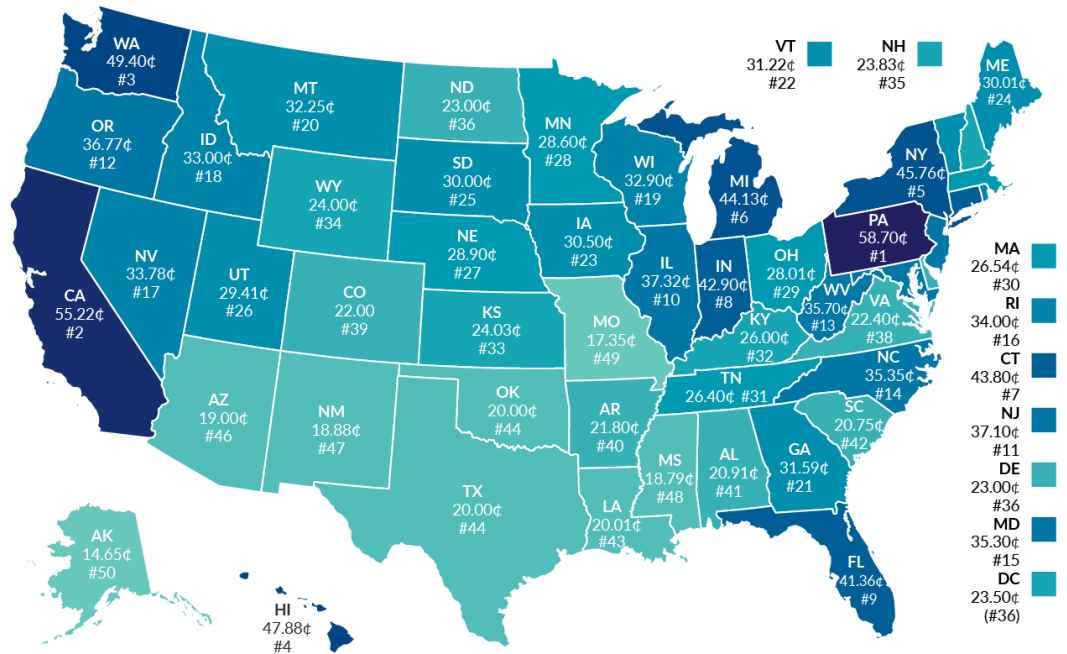 WA
49.40¢
#3
OR
36.77¢
#12
CA
55.22¢
#2
NV
33.78¢
#17
ID
33.00¢
#18
MT
32.25¢
#20
WY
24.00¢
#34
UT
29.41¢
#26
CO
22.00
#39
AZ
19.00¢
#46
NM
18.88¢
#47
ND
23.00¢
#36
SD
30.00¢
#25
NE
28.90¢
#27
KS
24.03¢
#33
OK
20.00¢
#44
TX
20.00¢
#44
MN
28.60¢
#28
IA
30.50¢
#23
MO
17.35¢
#49
AR
21.80¢
#40
LA
20.01¢
#43
WI
32.90¢
#19
IL
37.32¢
#10
MI
44.13¢
#6
IN
42.90¢
#8
OH
28.01¢
#29
KY
26.00¢
#32
TN
26.40¢ #31
MS
18.79¢
#48
AL
20.91¢
#41
GA
31.59¢
#21
FL
41.36¢
#9
SC
20.75¢
#42
NC
35.35¢
#14
VA
22.40¢
#38
WV
35.70¢
#13
PA
58.70¢
#1
NY
45.76¢
#5
ME
30.01¢
#24
VT
31.22¢
#22
NH
23.83¢
#35
MA
26.54¢
#30
RI
34.00¢
#16
CT
43.80¢
#7
NJ
37.10¢
#11
DE
23.00¢
#36
MD
35.30¢
#15
DC
23.50¢
(#36)
AK
14.65¢
#50
HI
47.88¢
#4